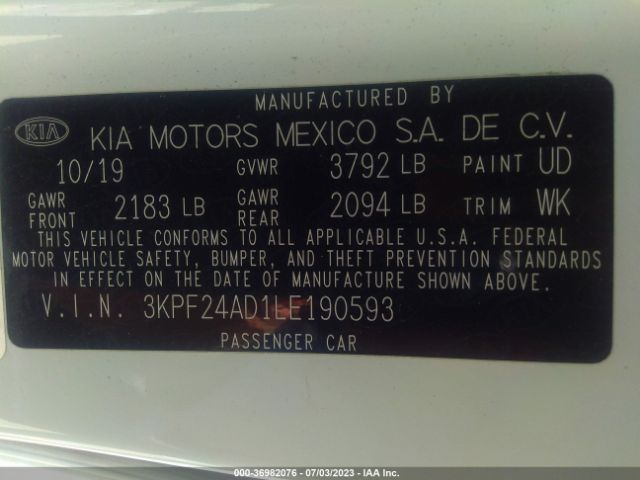 MANUFACTURED BY
KIA KIA MOTORS MEXICO S.A. DE C.V.
10/19 GVWR 3792 LB PAINT UD
GAWR FRONT 2183 LB GAWR REAR 2094 LB TRIM WK
THIS VEHICLE CONFORMS TO ALL APPLICABLE U.S.A. FEDERAL
MOTOR VEHICLE SAFETY, BUMPER, AND THEFT PREVENTION STANDARDS
IN EFFECT ON THE DATE OF MANUFACTURE SHOWN ABOVE.
V.I.N. 3KPF24AD1LE190593
PASSENGER CAR
000-36982076 - 07/03/2023 - IAA Inc.